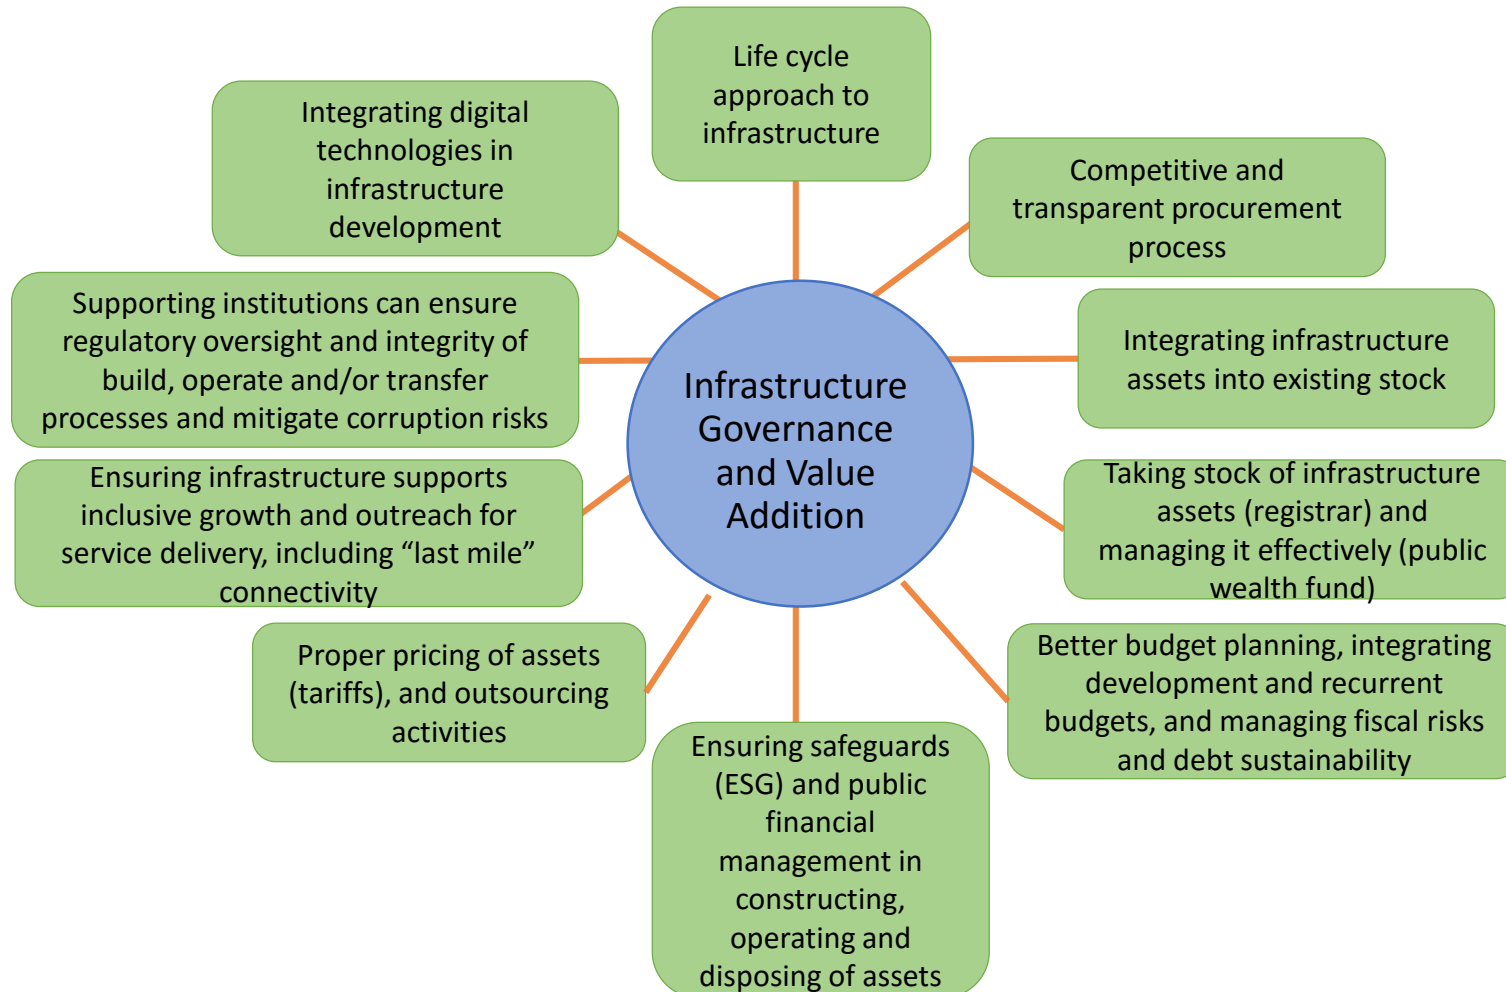 Life cycle
approach to
infrastructure
Integrating digital
technologies in
infrastructure
development
Competitive and
transparent procurement
process
Supporting institutions can ensure
regulatory oversight and integrity of
build, operate and/or transfer
processes and mitigate corruption risks
Integrating infrastructure
assets into existing stock
Infrastructure
Governance
and Value
Addition
Ensuring infrastructure supports
inclusive growth and outreach for
service delivery, including “last mile”
connectivity
Taking stock of infrastructure
assets (registrar) and
managing it effectively (public
wealth fund)
Proper pricing of assets
(tariffs), and outsourcing
activities
Better budget planning, integrating
development and recurrent
budgets, and managing fiscal risks
and debt sustainability
Ensuring safeguards
(ESG) and public
financial
management in
constructing,
operating and
disposing of assets